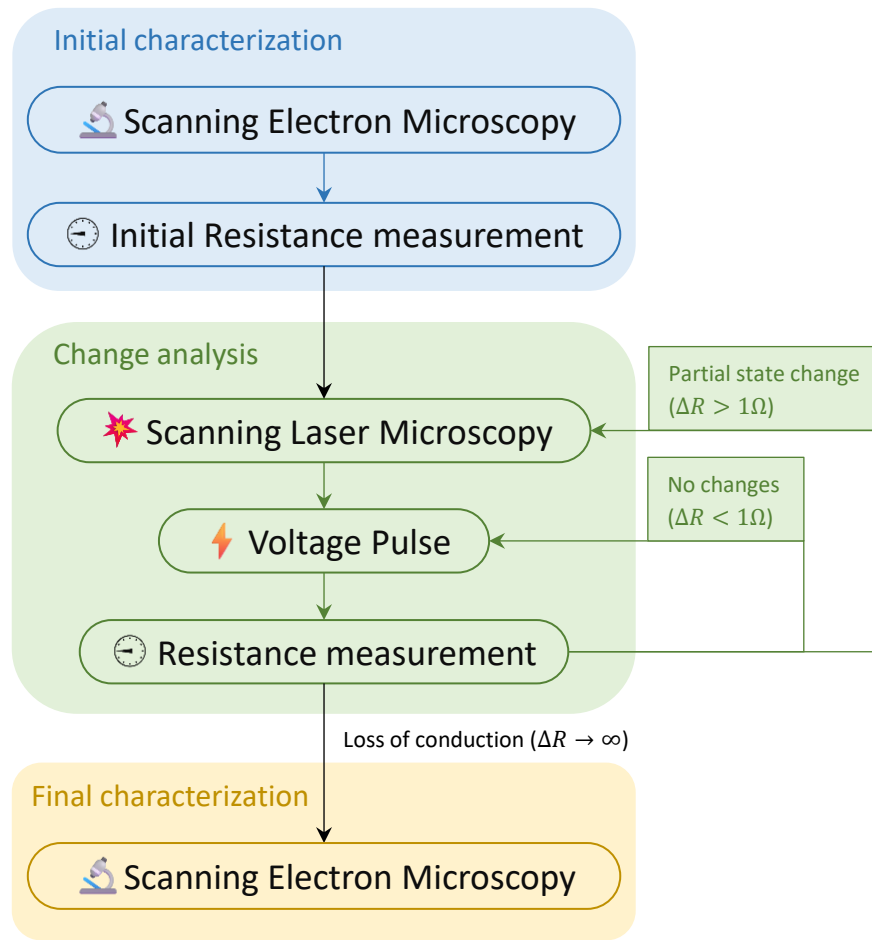 Initial characterization
Scanning Electron Microscopy
Initial Resistance measurement
Change analysis
Partial state change
(ΔR > 1Ω)
Scanning Laser Microscopy
No changes
(ΔR < 1Ω)
Voltage Pulse
Resistance measurement
Loss of conduction (ΔR → ∞)
Final characterization
Scanning Electron Microscopy